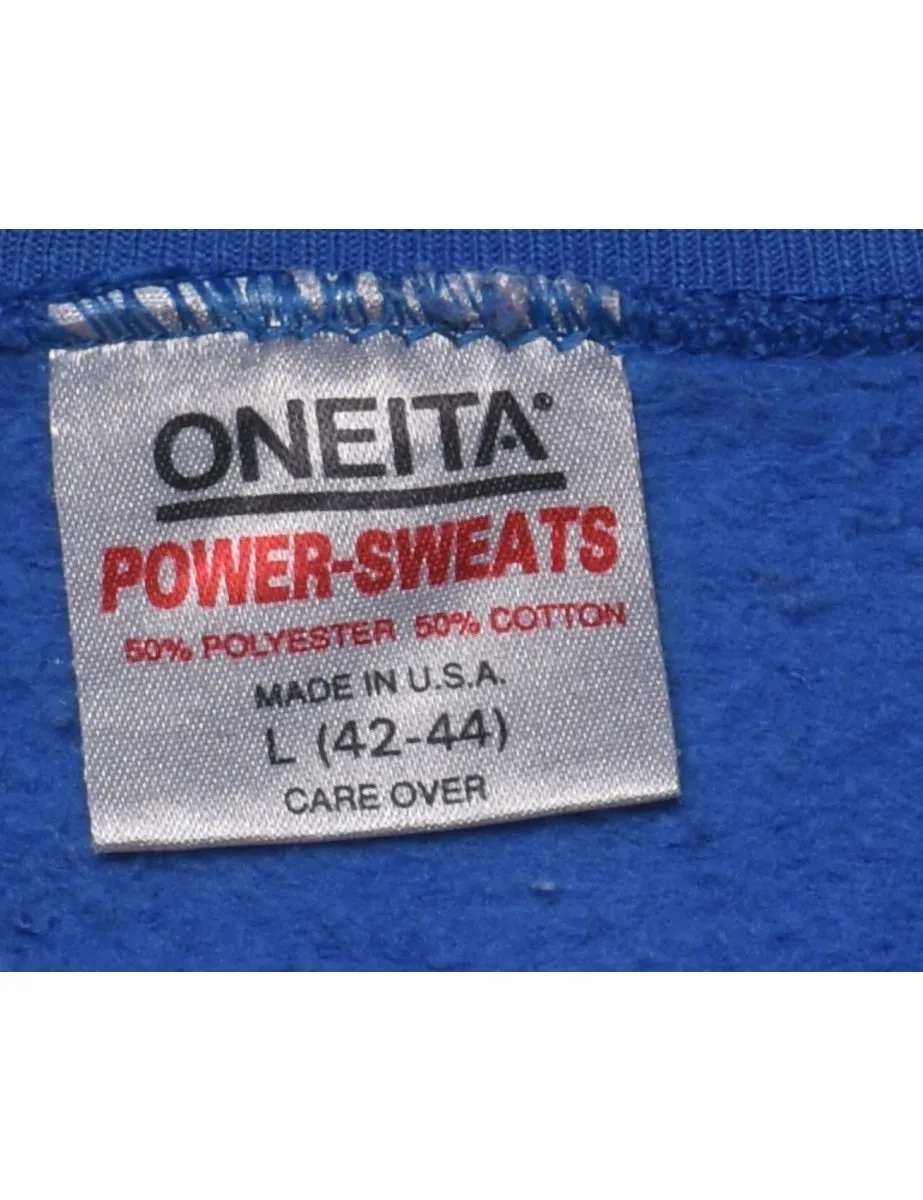 ONEITA®
POWER-SWEATS
50% POLYESTER 50% COTTON
MADE IN U.S.A.
L (42-44)
CARE OVER